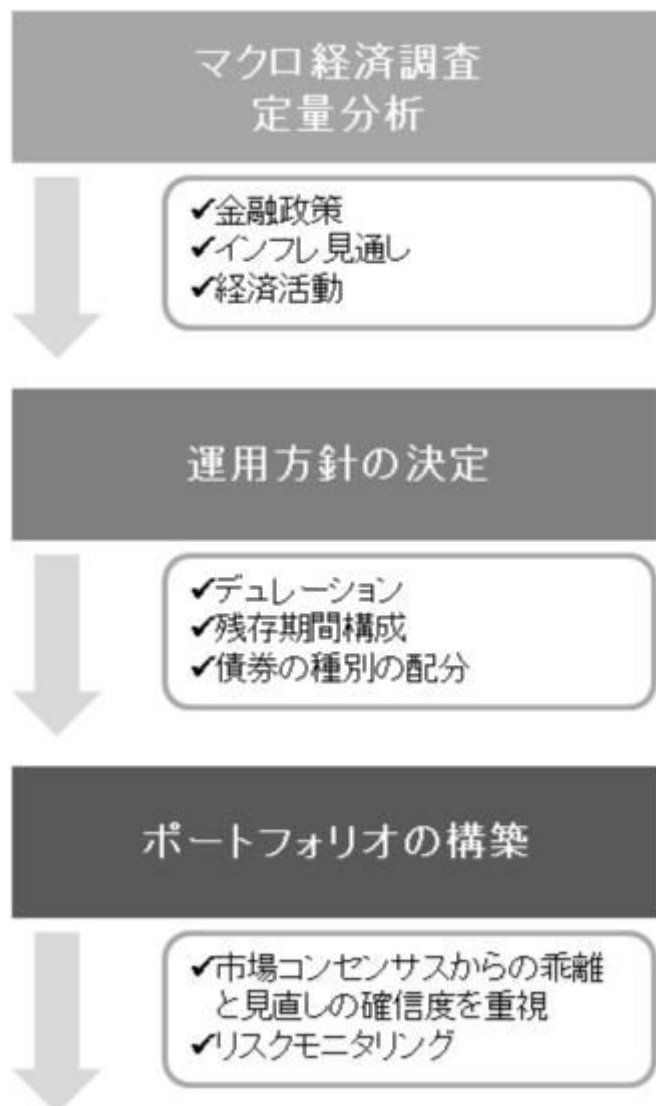 マクロ経済調査
定量分析
✔金融政策
✔インフレ見通し
✔経済活動
運用方針の決定
✔デュレーション
✔残存期間構成
✔債券の種別の配分
ポートフォリオの構築
✔市場コンセンサスからの乖離
と見直しの確信度を重視
✔リスクモニタリング